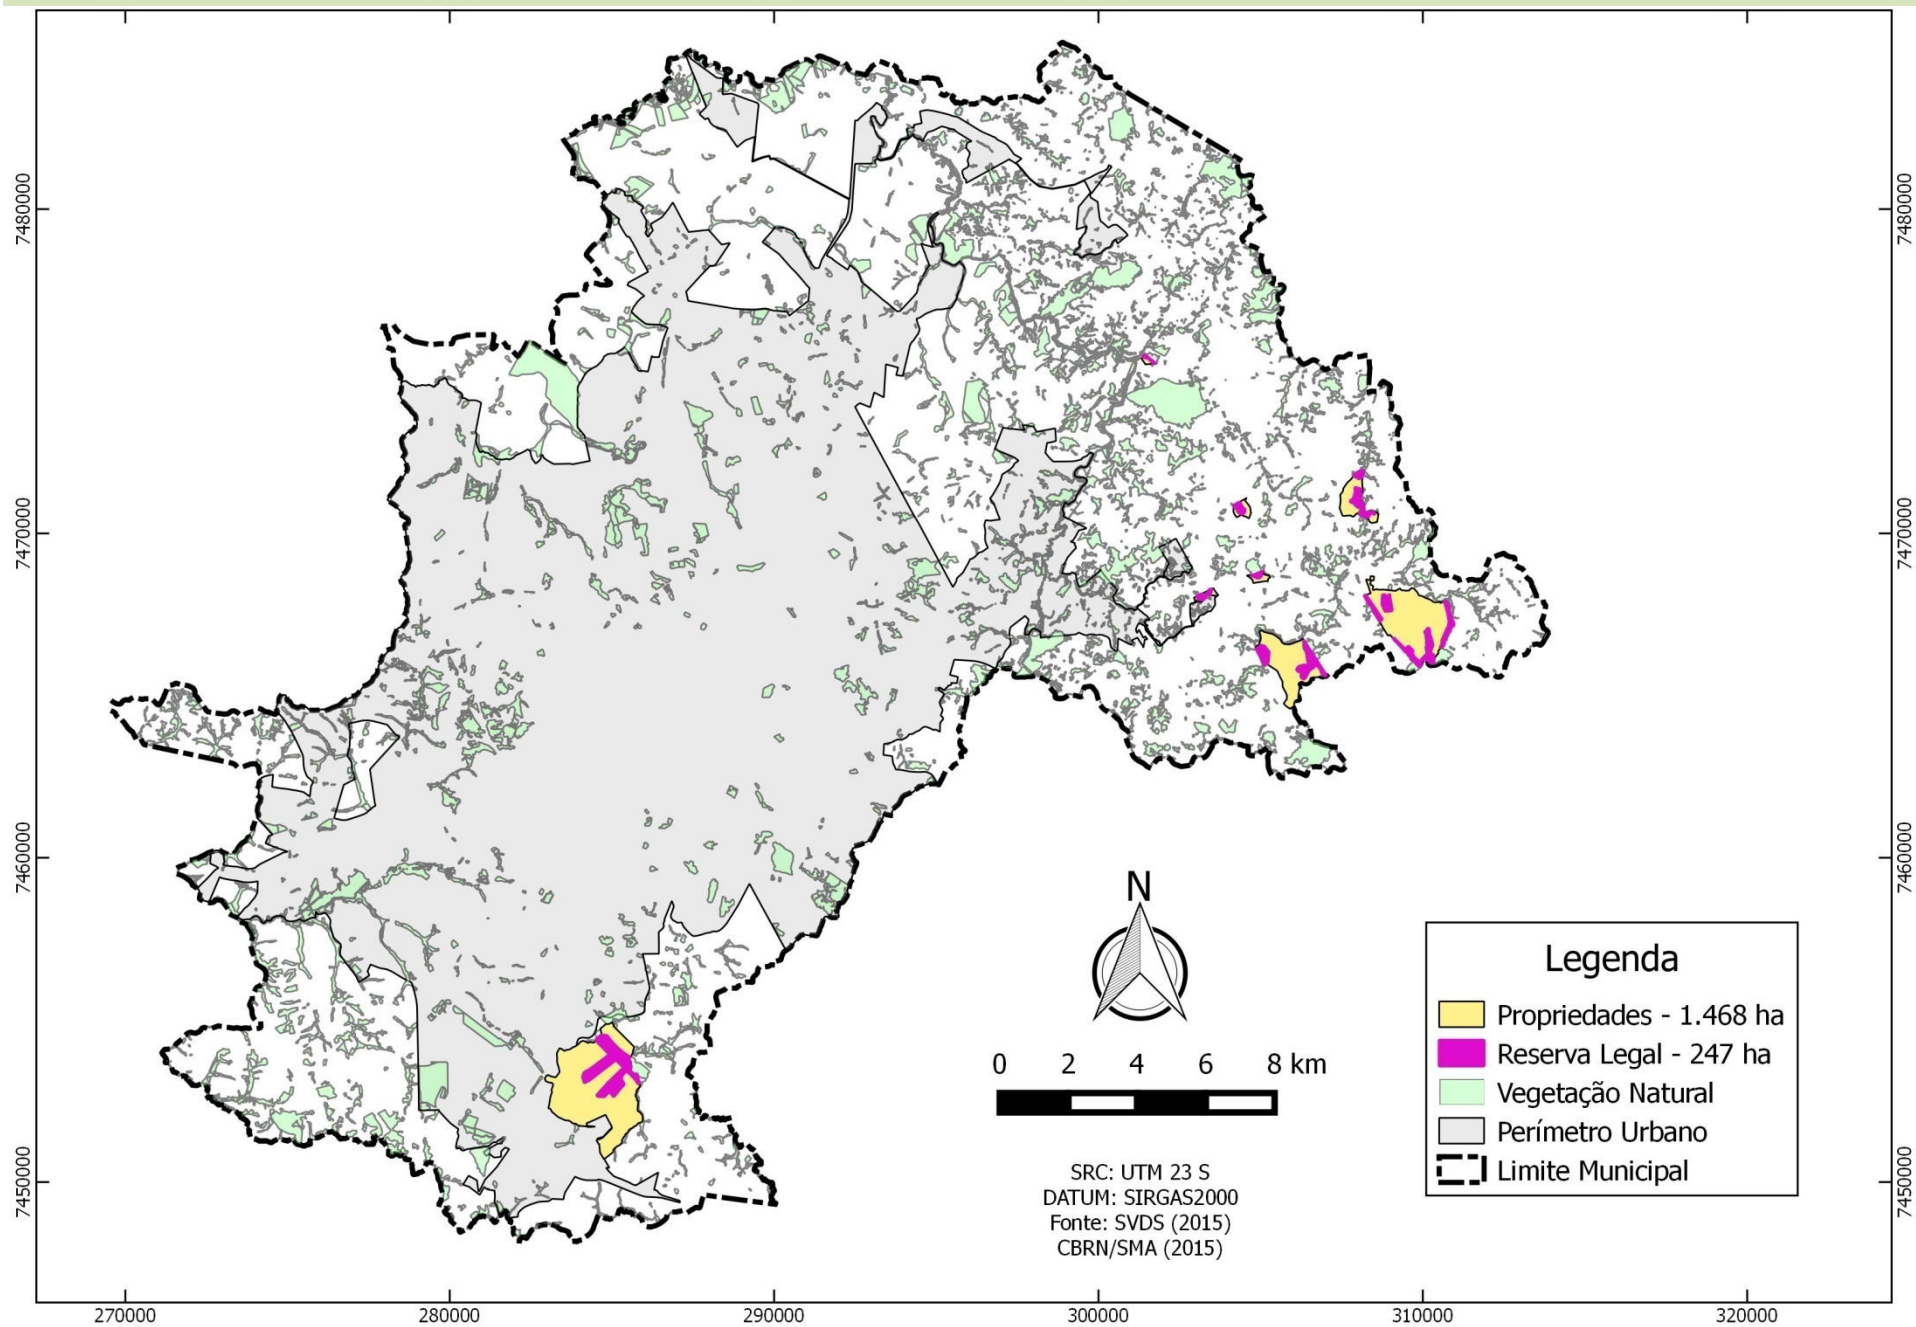 7480000
7480000
7470000
7470000
7460000
7460000
7450000
7450000
N
0 2 4 6 8 km
SRC: UTM 23 S
DATUM: SIRGAS2000
Fonte: SVDS (2015)
CBRN/SMA (2015)
Legenda
Propriedades - 1.468 ha
Reserva Legal - 247 ha
Vegetação Natural
Perímetro Urbano
Limite Municipal
270000 280000 290000 300000 310000 320000